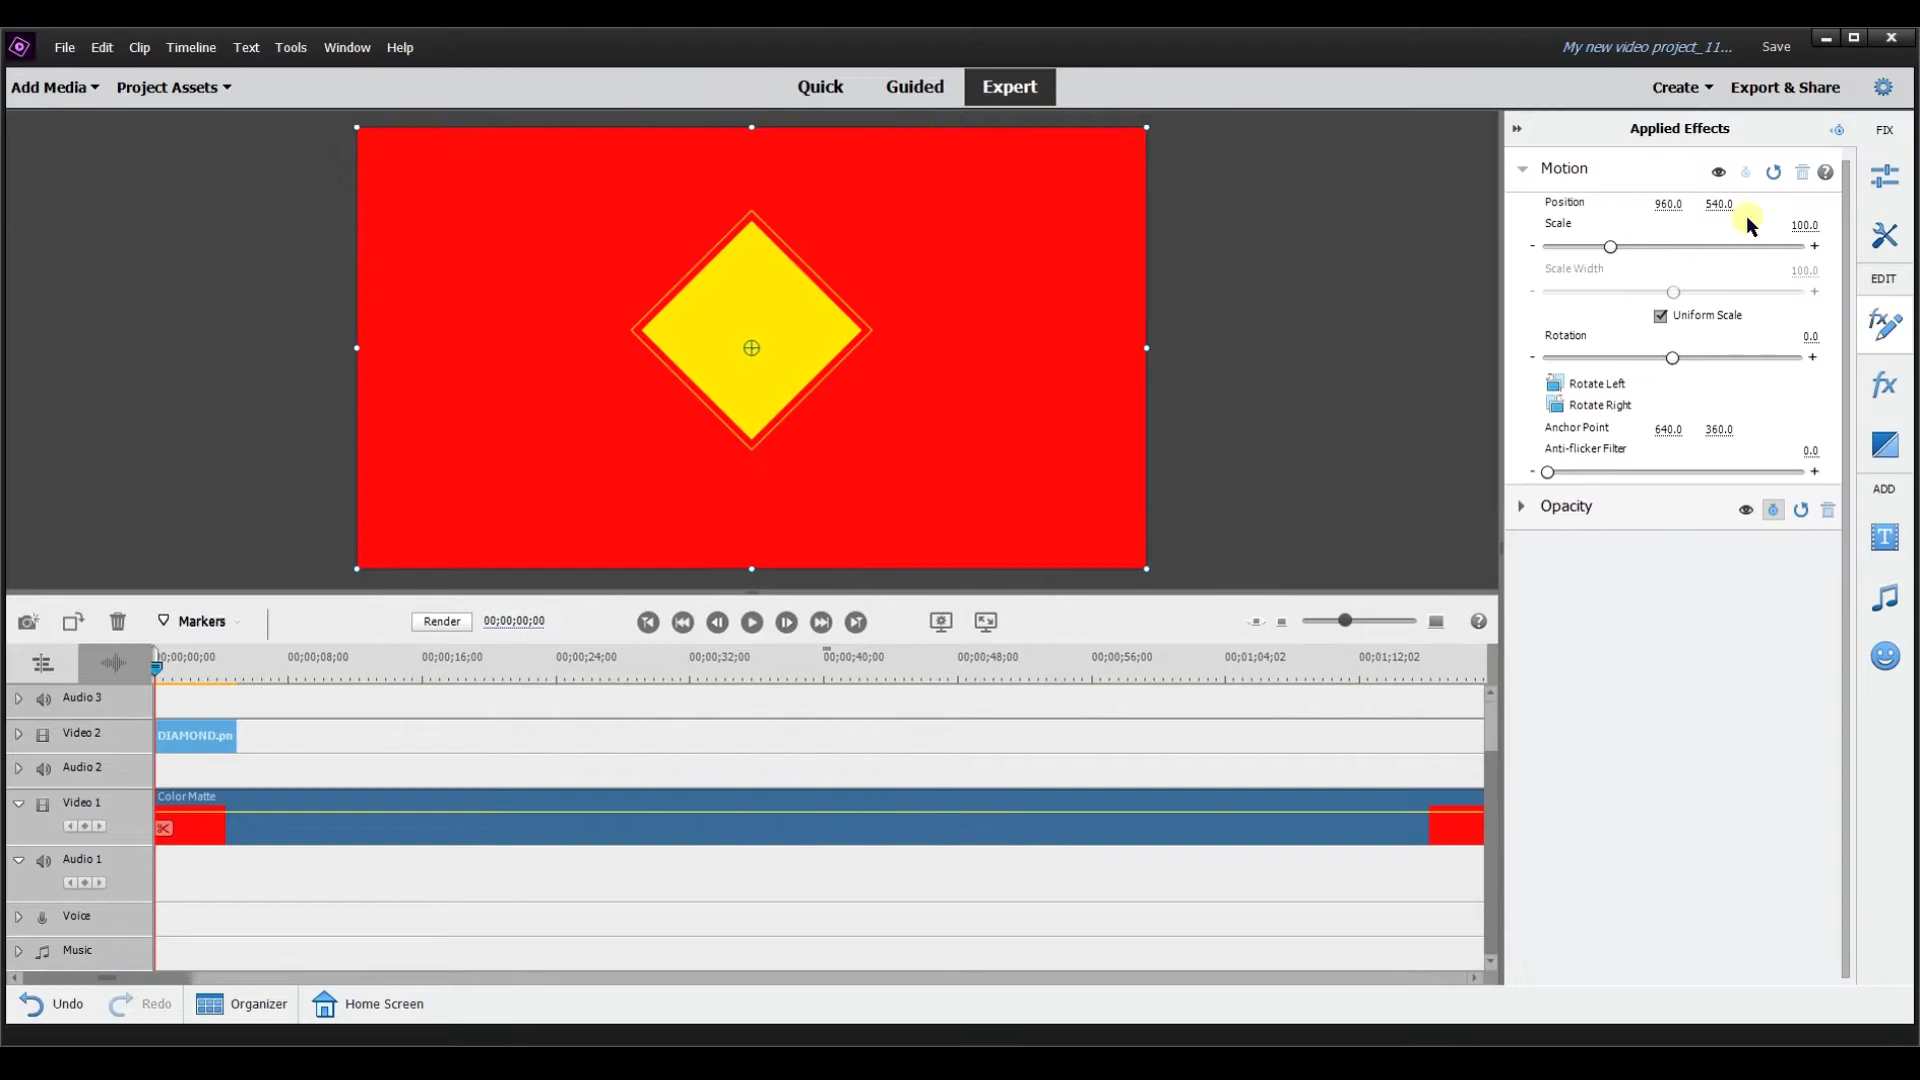 File Edit Clip Timeline Text Tools Window Help My new video project_11... Save
Add Media Project Assets Quick Guided Expert Create Export & Share
Applied Effects FIX
Motion
Position 960.0 540.0
Scale 100.0
- +
Scale Width 100.0
- +
Uniform Scale
Rotation 0.0
- +
Rotate Left
Rotate Right
Anchor Point 640.0 360.0
Anti-flicker Filter 0.0
- +
Opacity
EDIT
fx
fx
ADD
T
Markers Render 00;00;00;00
00;00;00;00 00;00;08;00 00;00;16;00 00;00;24;00 00;00;32;00 00;00;40;00 00;00;48;00 00;00;56;00 00;01;04;02 00;01;12;02
Audio 3
Video 2 DIAMOND.pn
Audio 2
Video 1 Color Matte
Audio 1
Voice
Music
Undo Redo Organizer Home Screen